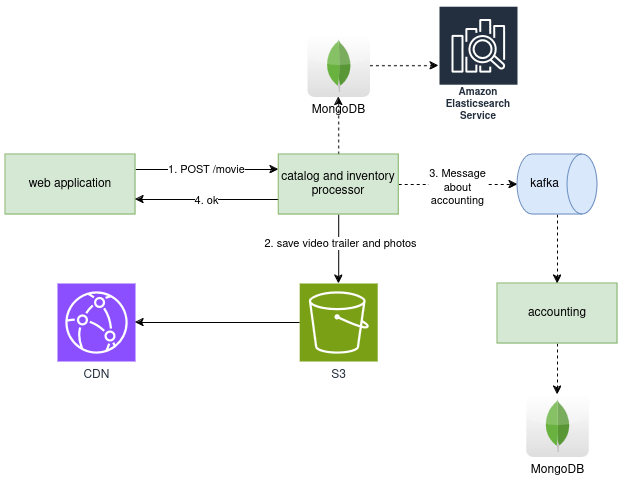 MongoDB
Amazon
Elasticsearch
Service
web application
1. POST /movie
4. ok
catalog and inventory
processor
3. Message
about
accounting
kafka
2. save video trailer and photos
CDN
S3
accounting
MongoDB